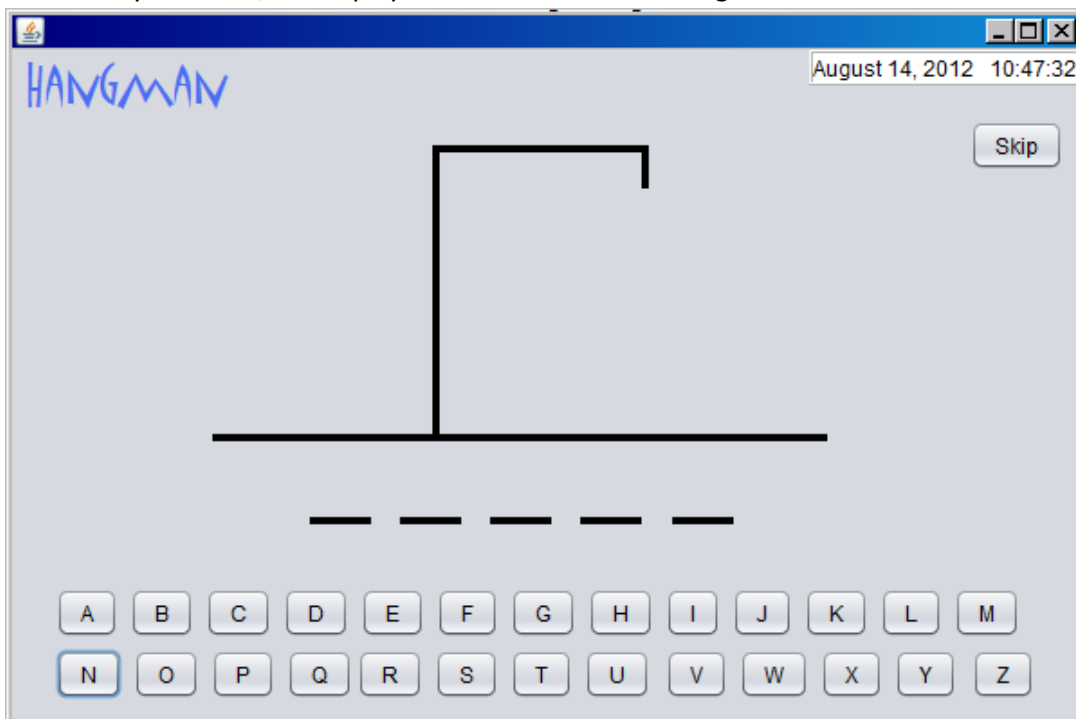 August 14, 2012 10:47:32
HANGMAN
Skip
A B C D E F G H I J K L M
N O P Q R S T U V W X Y Z